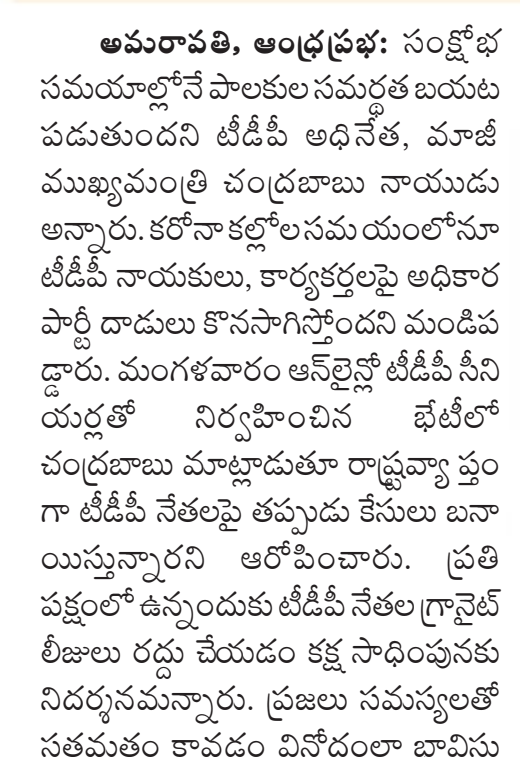 అమరావతి, ఆంధ్రప్రభ: సంక్షోభ
సమయాల్లోనే పాలకుల సమర్థత బయట
పడుతుందని టీడీపీ అధినేత, మాజీ
ముఖ్యమంత్రి చంద్రబాబు నాయుడు
అన్నారు. కరోనా కల్లోల సమ యంలోనూ
టీడీపీ నాయకులు, కార్యకర్తలపై అధికార
పార్టీ దాడులు కొనసాగిస్తోందని మండిప
డ్డారు. మంగళవారం ఆన్‌లైన్లో టీడీపీ సీని
యర్లతో నిర్వహించిన భేటీలో
చంద్రబాబు మాట్లాడుతూ రాష్ట్రవ్యా ప్తం
గా టీడీపీ నేతలపై తప్పుడు కేసులు బనా
యిస్తున్నారని ఆరోపించారు. ప్రతి
పక్షంలో ఉన్నందుకు టీడీపీ నేతల గ్రానైట్
లీజులు రద్దు చేయడం కక్ష సాధింపునకు
నిదర్శనమన్నారు. ప్రజలు సమస్యలతో
సతమతం కావడం వినోదంలా బావిసు